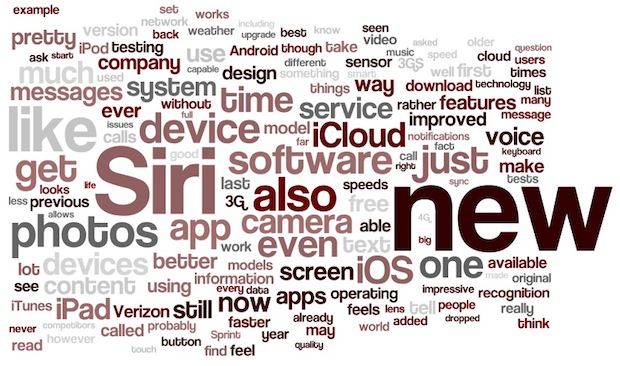 example set works
pretty version network weather including upgrade best know seen
iPod testing back Android though take video asked older
ask start company use different sensor music 3GS speed cloud question
much used capable design something smart well first users
messages system time things way download technology times
ever without full service rather features list many
like issues device model iCloud improved message
calls far notifications voice
get good software call just fact keyboard
looks life Siri last also right sync make
less previous 3G speeds new tests
allows photos app camera free able 4G
work even text big
lot devices better models screen iOS one available
see content using information made original
every data operating impressive recognition
iTunes iPad Verizon still now apps feels lens tell people really
never competitors called probably faster already added dropped think
read however button Sprint year may world
touch find feel quality